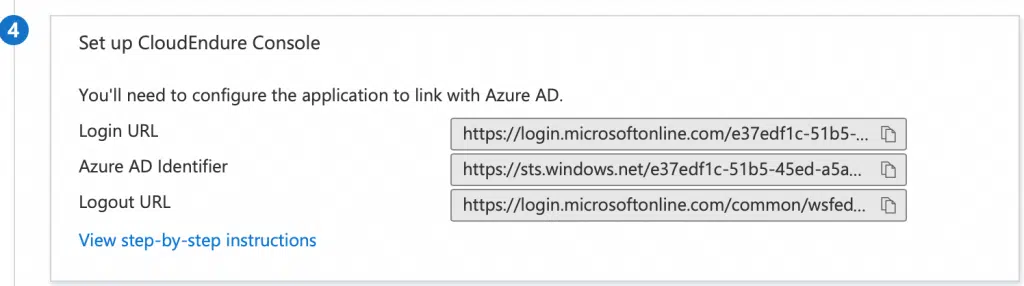 4
Set up CloudEndure Console
You'll need to configure the application to link with Azure AD.
Login URL
https://login.microsoftonline.com/e37edf1c-51b5-...
Azure AD Identifier
https://sts.windows.net/e37edf1c-51b5-45ed-a5a...
Logout URL
https://login.microsoftonline.com/common/wsfed...
View step-by-step instructions